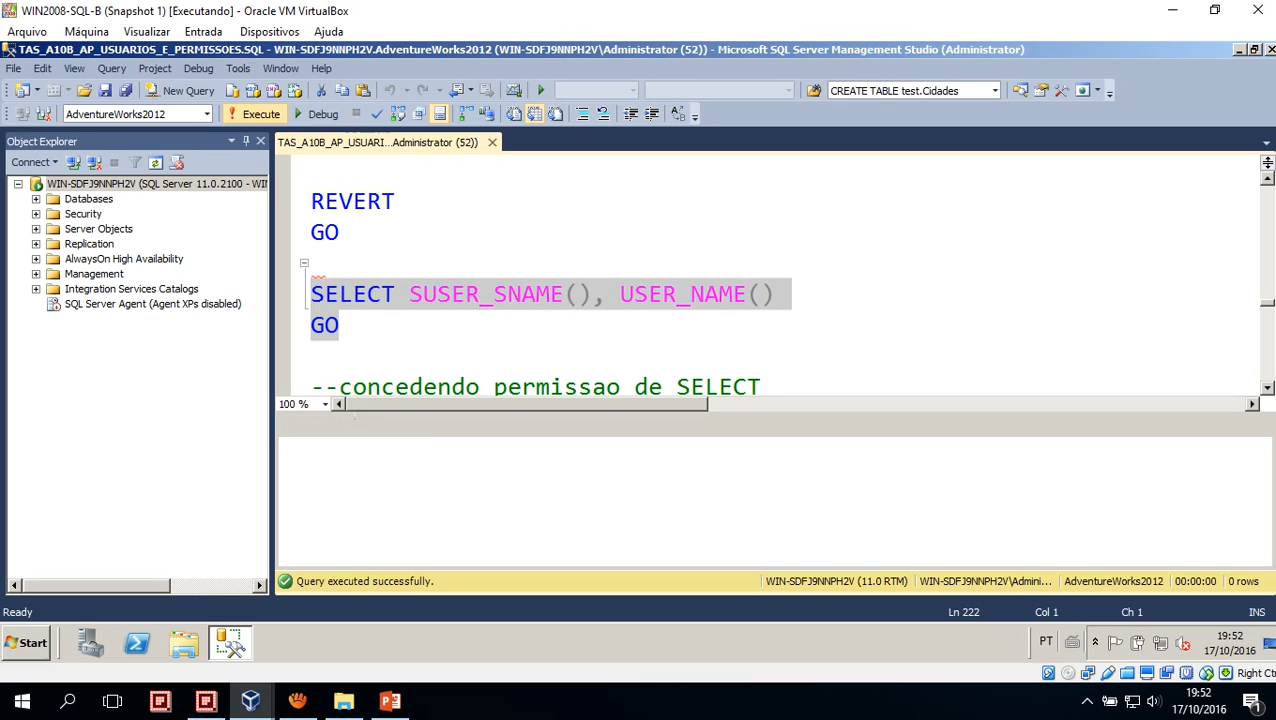 WIN2008-SQL-B (Snapshot 1) [Executando] - Oracle VM VirtualBox
Arquivo Máquina Visualizar Entrada Dispositivos Ajuda
TAS_A10B_AP_USUARIOS_E_PERMISSOES.SQL - WIN-SDFJ9NNPH2V.AdventureWorks2012 (WIN-SDFJ9NNPH2V\Administrator (52)) - Microsoft SQL Server Management Studio (Administrator)
File Edit View Query Project Debug Tools Window Help
New Query CREATE TABLE test.Cidades
AdventureWorks2012 Execute Debug
Object Explorer
TAS_A10B_AP_USUARI...Administrator (52))
Connect
WIN-SDFJ9NNPH2V (SQL Server 11.0.2100 - WI
Databases
Security
Server Objects
Replication
AlwaysOn High Availability
Management
Integration Services Catalogs
SQL Server Agent (Agent XPs disabled)
REVERT
GO
SELECT SUSER_SNAME(), USER_NAME()
GO
--concedendo permissao de SELECT
100 %
Query executed successfully. WIN-SDFJ9NNPH2V (11.0 RTM) WIN-SDFJ9NNPH2V\Admini... AdventureWorks2012 00:00:00 0 rows
Ready Ln 222 Col 1 Ch 1 INS
Start PT 19:52
17/10/2016
Right Ctr
19:52
17/10/2016
1